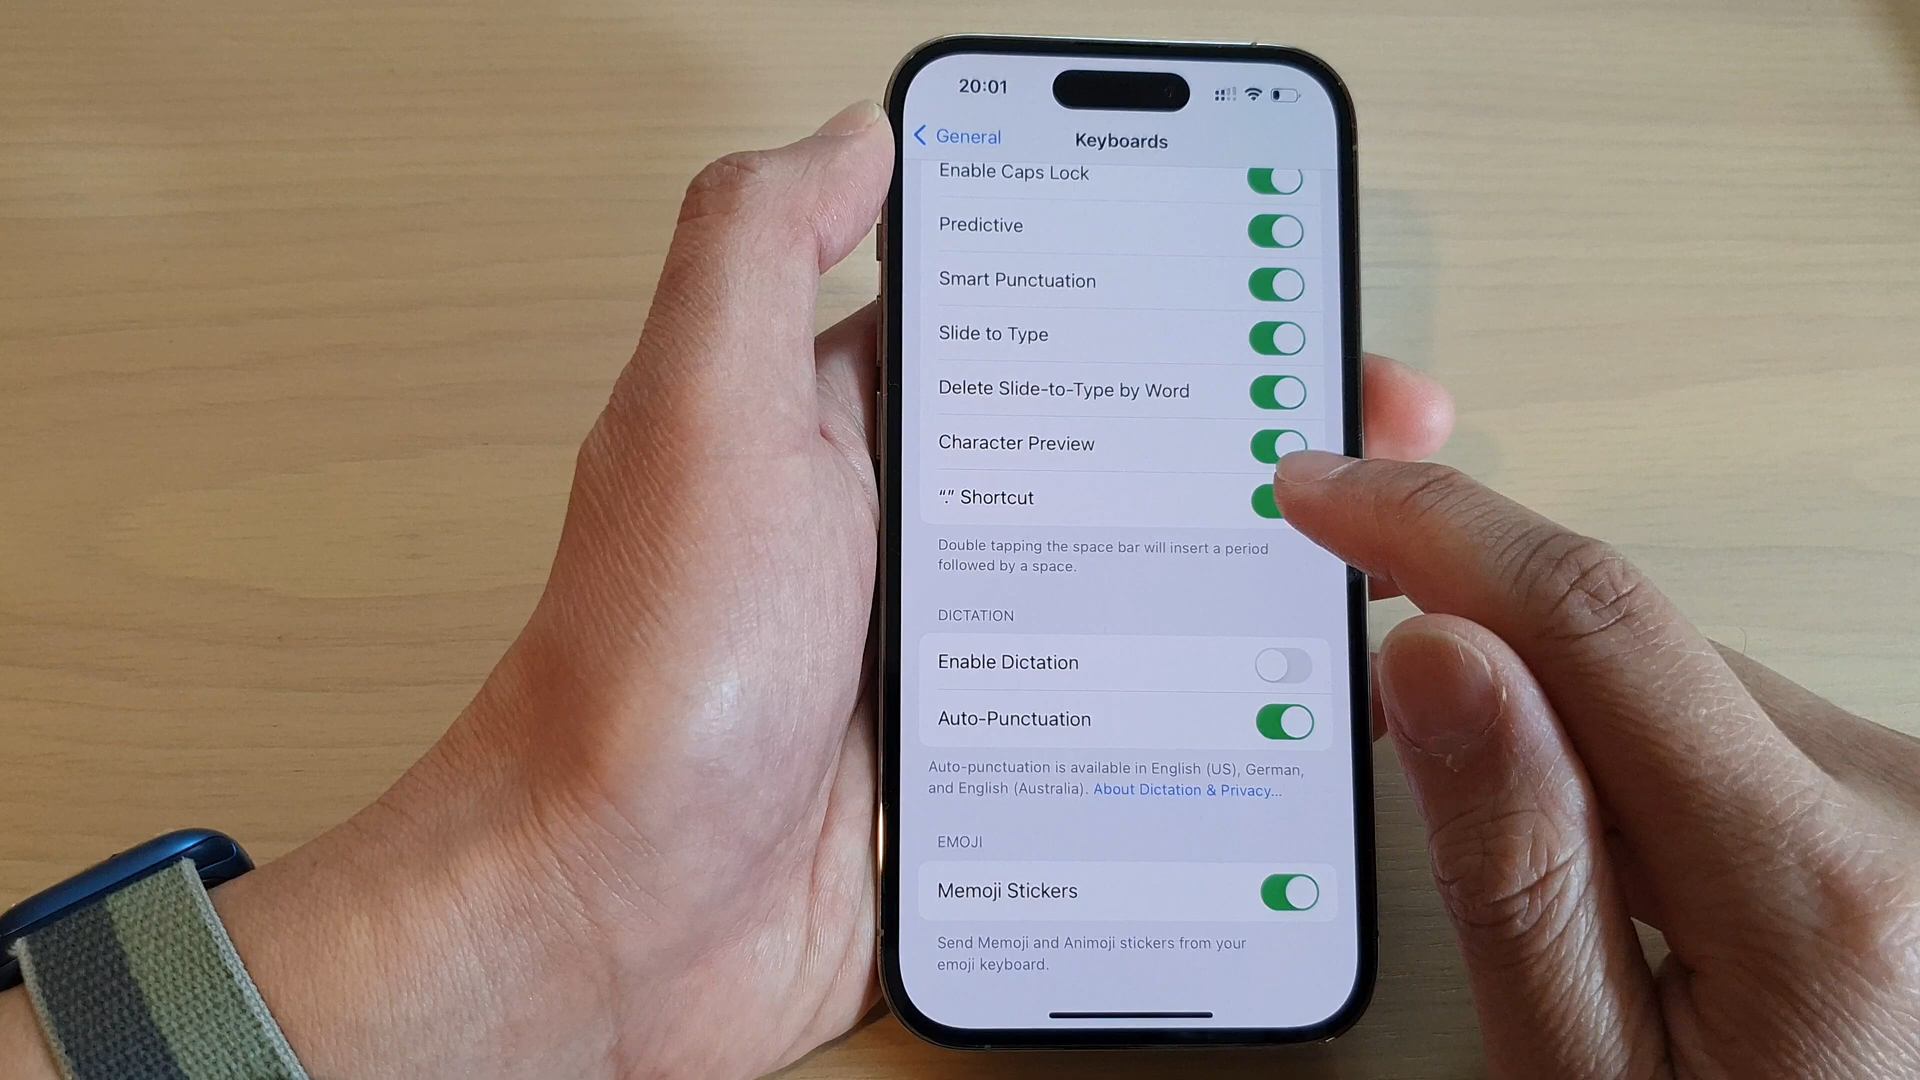 20:01
General
Keyboards
Enable Caps Lock
Predictive
Smart Punctuation
Slide to Type
Delete Slide-to-Type by Word
Character Preview
“.” Shortcut
Double tapping the space bar will insert a period
followed by a space.
DICTATION
Enable Dictation
Auto-Punctuation
Auto-punctuation is available in English (US), German,
and English (Australia). About Dictation & Privacy...
EMOJI
Memoji Stickers
Send Memoji and Animoji stickers from your
emoji keyboard.